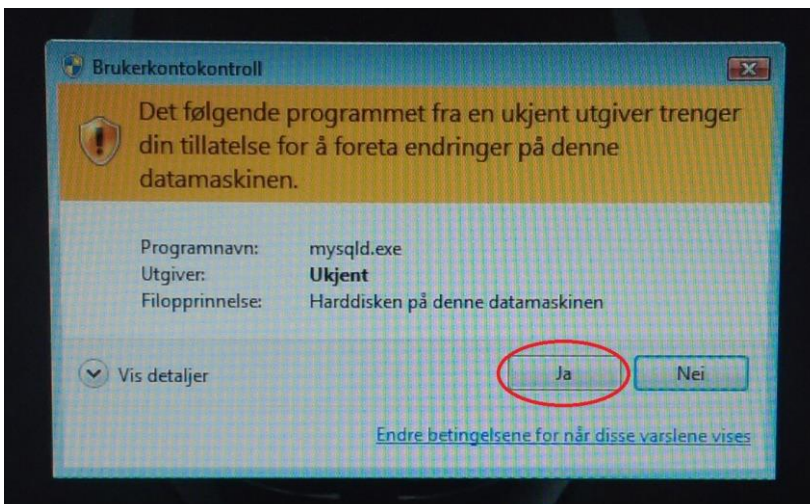 Brukerkontokontroll
Det følgende programmet fra en ukjent utgiver trenger
din tillatelse for å foreta endringer på denne
datamaskinen.
Programnavn: mysqld.exe
Utgiver: Ukjent
Filopprinnelse: Harddisken på denne datamaskinen
Vis detaljer
Ja Nei
Endre betingelsene for når disse varslene vises